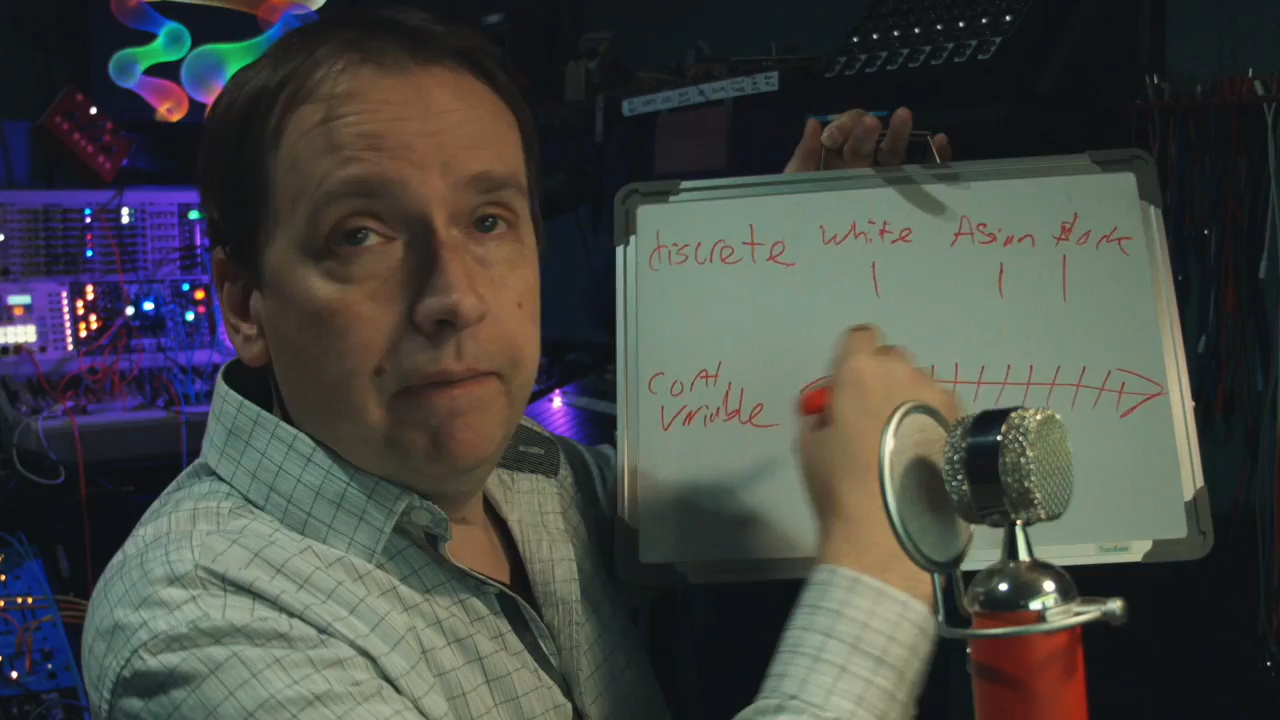 discrete White Asian
cont
variable